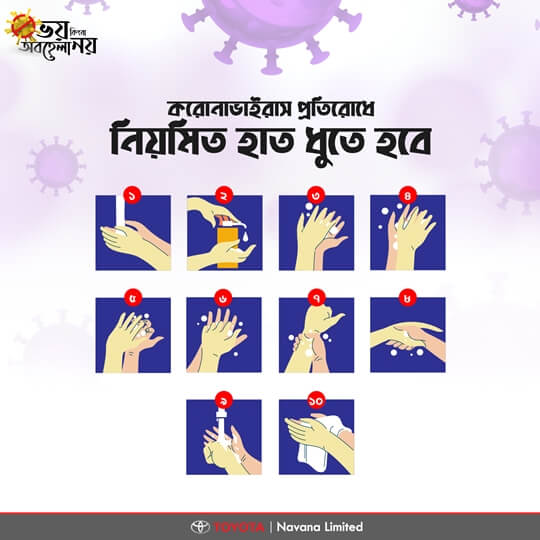 ভয় কিংবা
অবহেলা নয়
করোনাভাইরাস প্রতিরোধে
নিয়মিত হাত ধুতে হবে
১ ২ ৩ ৪
৫ ৬ ৭ ৮
৯ ১০
TOYOTA | Navana Limited